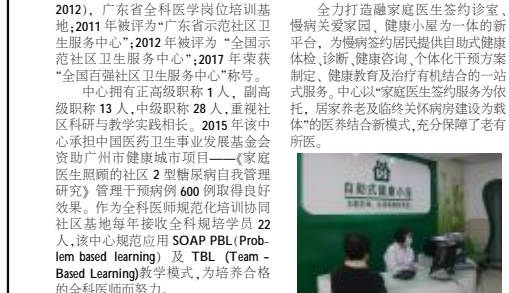 2012)，广东省全科医学岗位培训基
地;2011 年被评为“广东省示范社区卫
生服务中心”;2012 年被评为 “全国示
范社区卫生服务中心”;2017 年荣获
“全国百强社区卫生服务中心”称号。
中心拥有正高级职称 1 人，副高
级职称 13 人,中级职称 28 人,重视社
区科研与教学实践相长。2015 年该中
心承担中国医药卫生事业发展基金会
资助广州市健康城市项目——《家庭
医生照顾的社区 2 型糖尿病自我管理
研究》管理干预病例 600 例取得良好
效果。作为全科医师规范化培训协同
社区基地每年接收全科规培学员 22
人,该中心规范应用 SOAP PBL(Prob-
lem based learning) 及 TBL (Team -
Based Learning)教学模式,为培养合格
的全科医师而努力。
全力打造融家庭医生签约诊室、
慢病关爱家园、健康小屋为一体的新
平台，为慢病签约居民提供自助式健康
体检、诊断、健康咨询、个体化干预方案
制定、健康教育及治疗有机结合的一站
式服务。中心以“家庭医生签约服务为依
托，居家养老及临终关怀病房建设为载
体”的医养结合新模式,充分保障了老有
所医。
自助式健康小屋